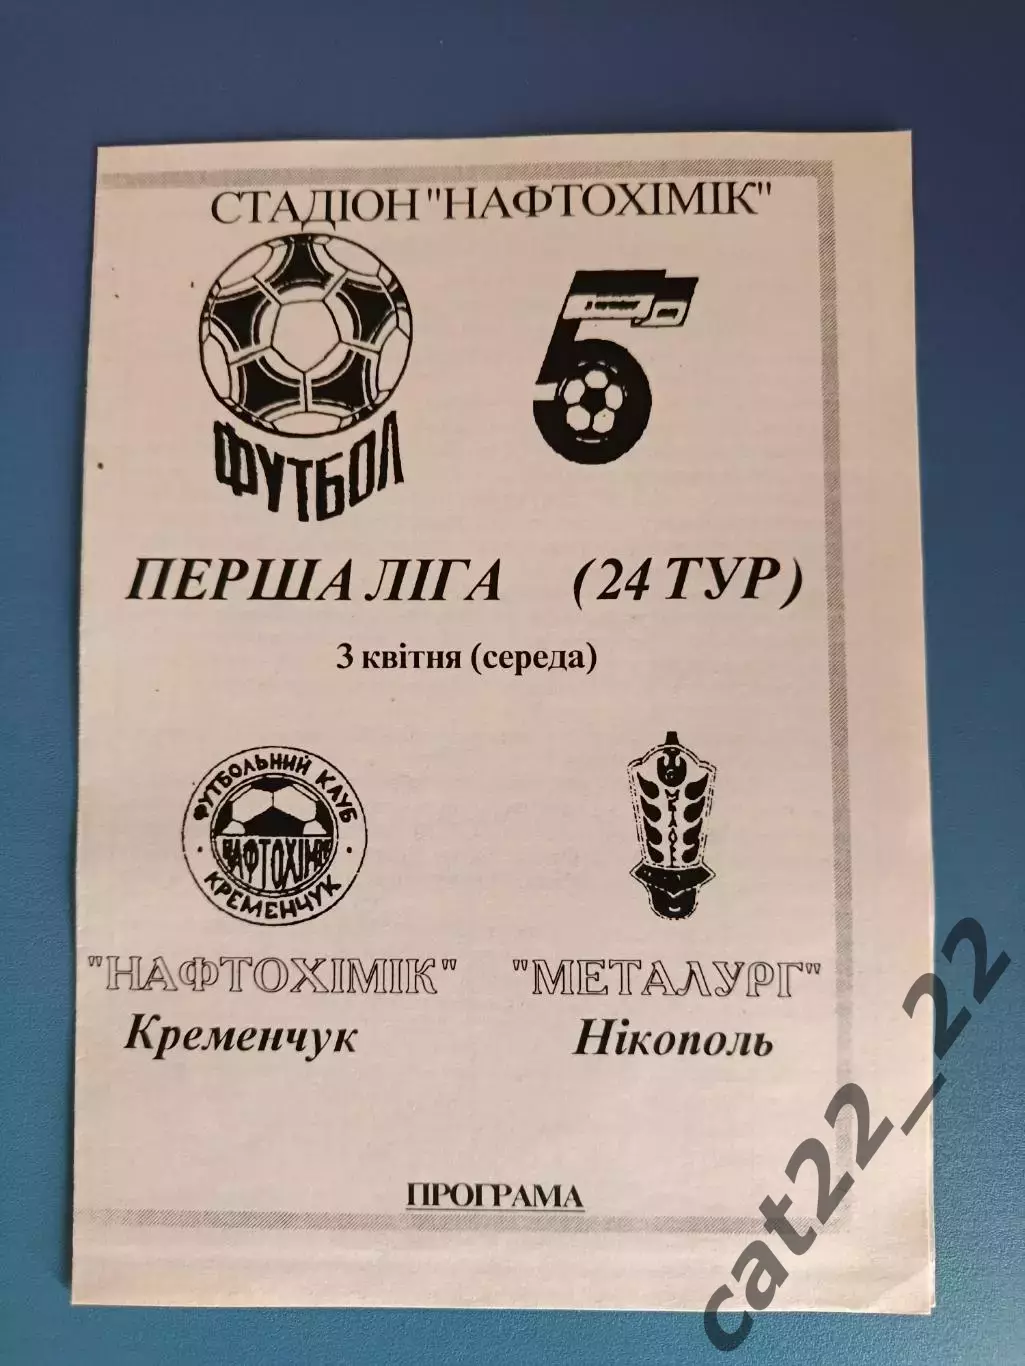 СТАДІОН "НАФТОХІМІК"
ФУТБОЛ
5
ПЕРША ЛІГА (24 ТУР)
3 квітня (середа)
ФУТБОЛЬНИЙ КЛУБ
НАФТОХІМІК
КРЕМЕНЧУК
МЕТАЛУРГ
"НАФТОХІМІК" "МЕТАЛУРГ"
Кременчук Нікополь
ПРОГРАМА
cat22_22